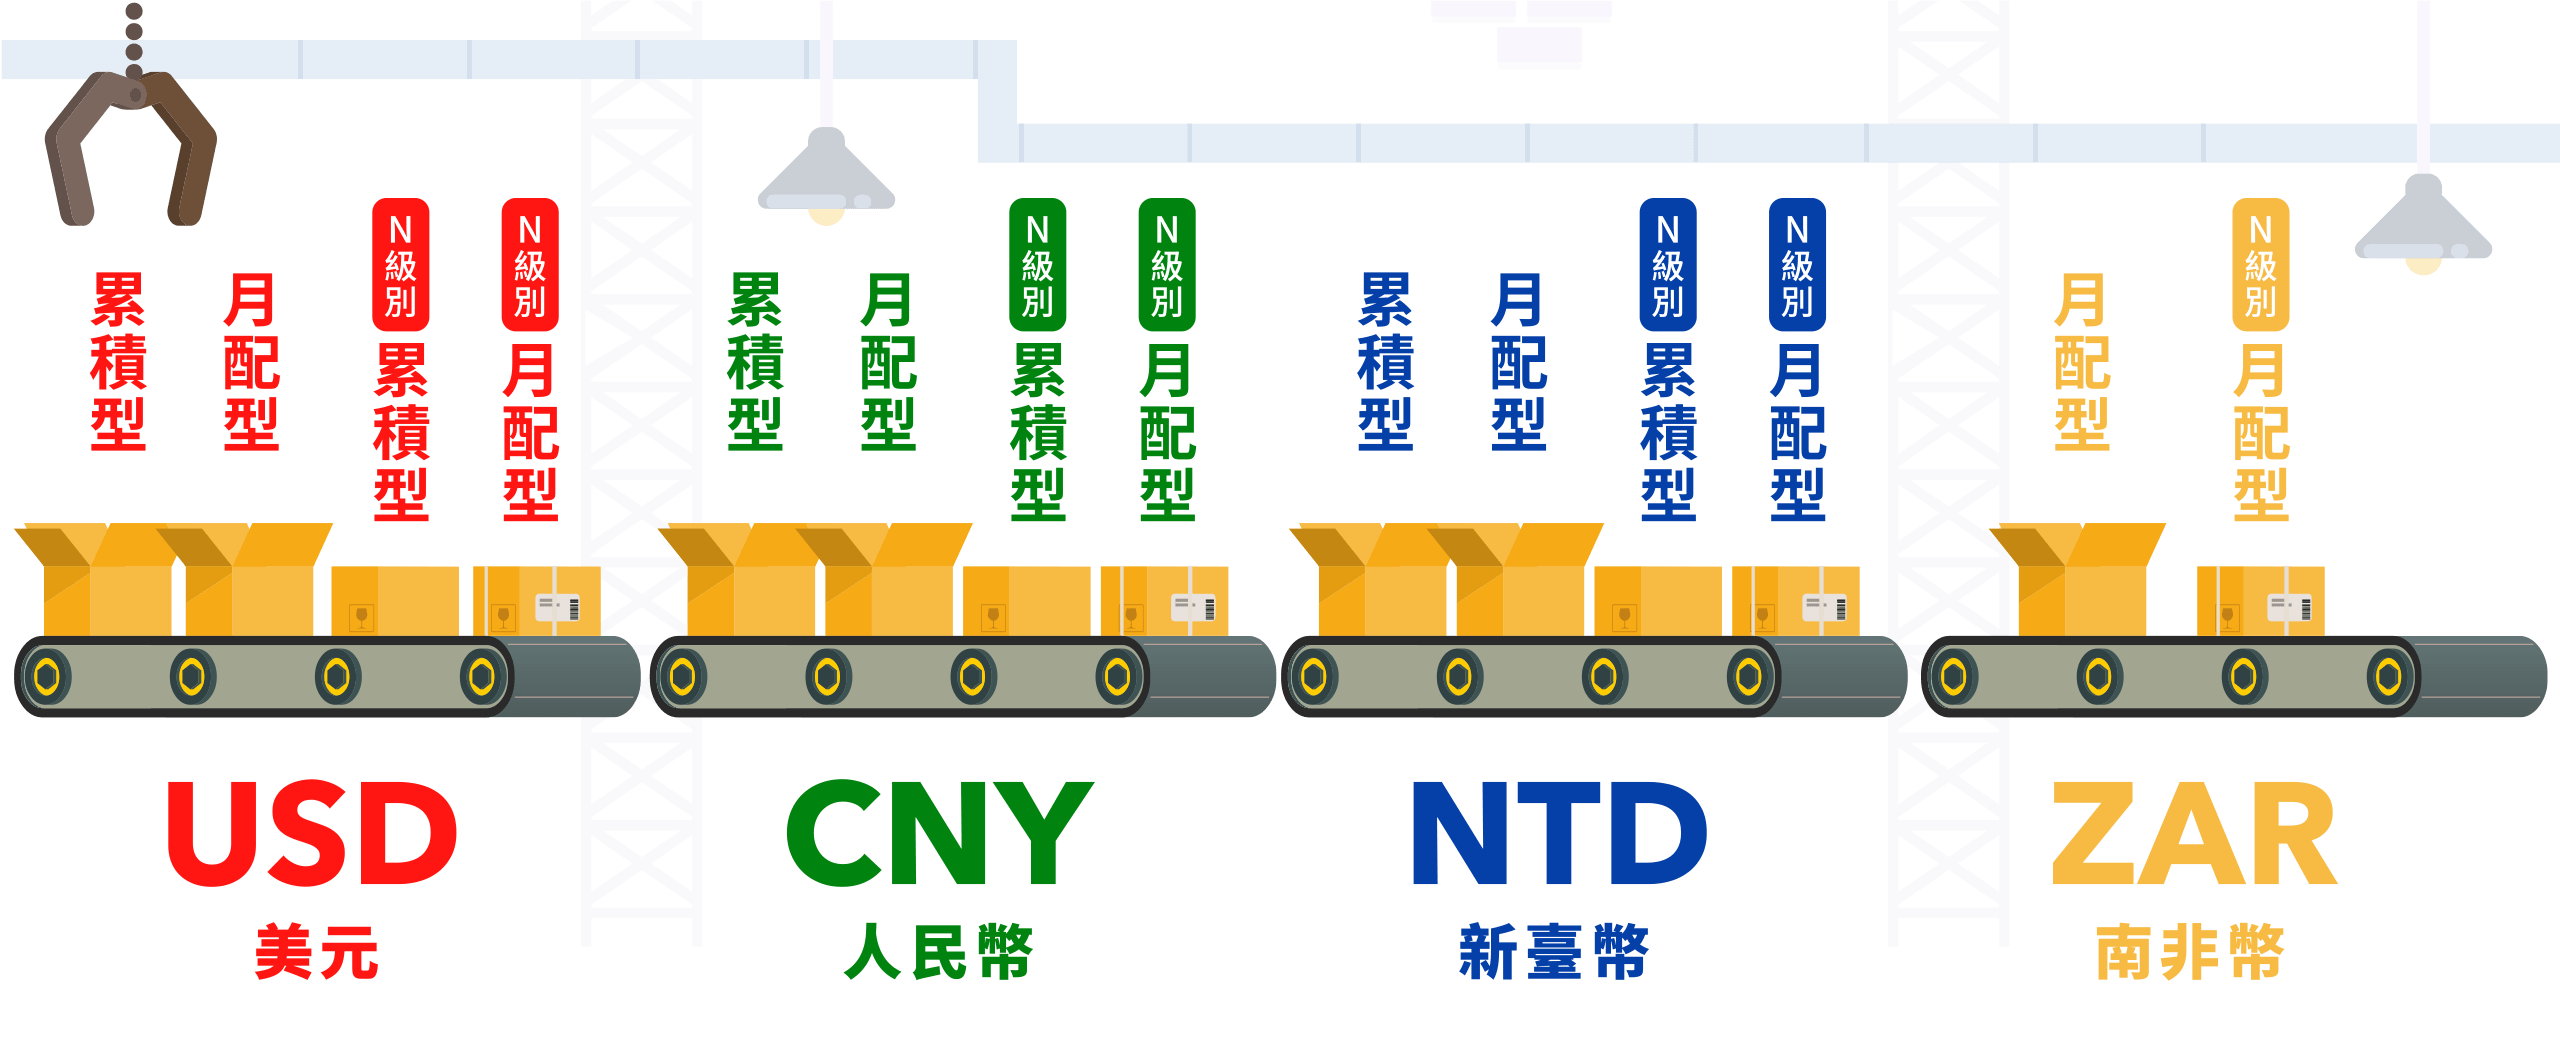 累積型
月配型
N級別
累積型
N級別
月配型
USD
美元
累積型
月配型
N級別
累積型
N級別
月配型
CNY
人民幣
累積型
月配型
N級別
累積型
N級別
月配型
NTD
新臺幣
月配型
N級別
月配型
ZAR
南非幣